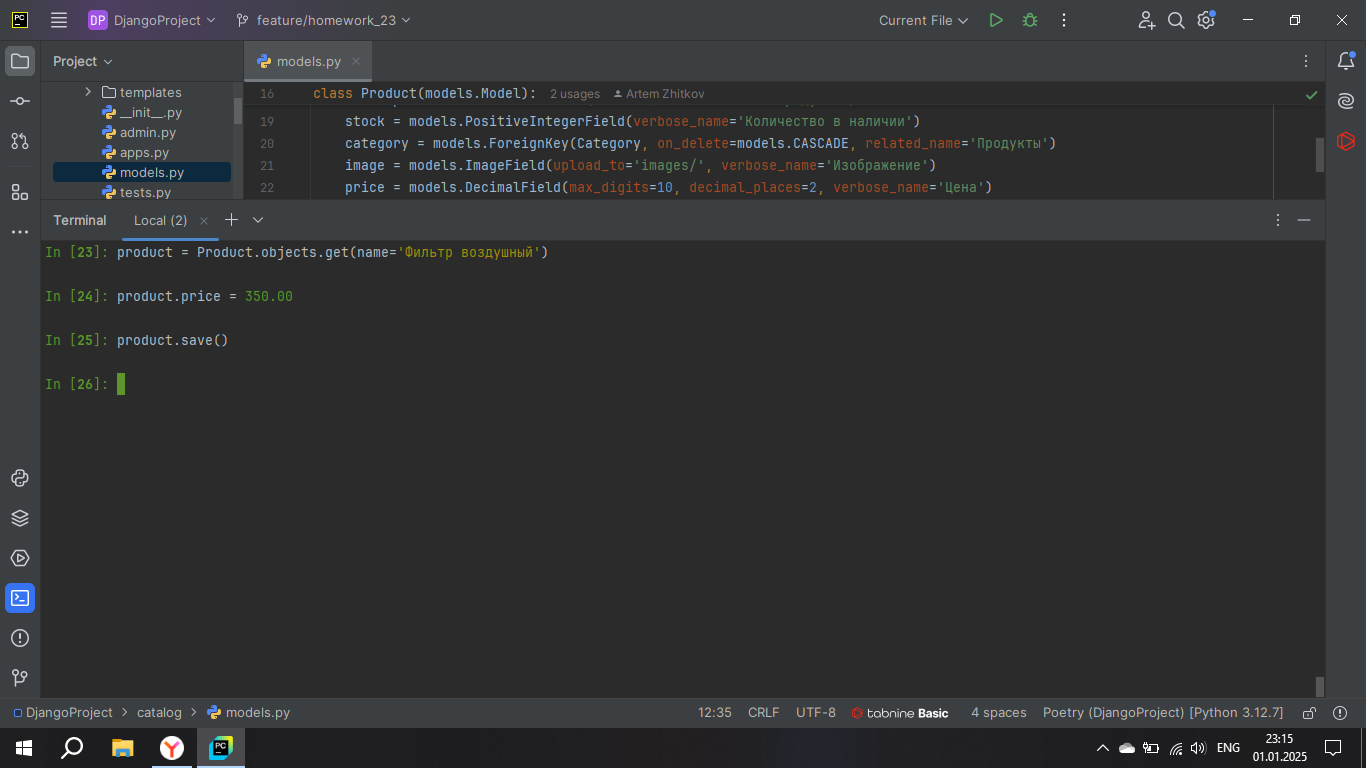 PC DP DjangoProject feature/homework_23 Current File
Project models.py
templates
__init__.py
admin.py
apps.py
models.py
tests.py
16 class Product(models.Model): 2 usages Artem Zhitkov
19 stock = models.PositiveIntegerField(verbose_name='Количество в наличии')
20 category = models.ForeignKey(Category, on_delete=models.CASCADE, related_name='Продукты')
21 image = models.ImageField(upload_to='images/', verbose_name='Изображение')
22 price = models.DecimalField(max_digits=10, decimal_places=2, verbose_name='Цена')
Terminal Local (2)
In [23]: product = Product.objects.get(name='Фильтр воздушный')
In [24]: product.price = 350.00
In [25]: product.save()
In [26]:
DjangoProject catalog models.py 12:35 CRLF UTF-8 tabnine Basic 4 spaces Poetry (DjangoProject) [Python 3.12.7]
PC ENG 23:15
01.01.2025